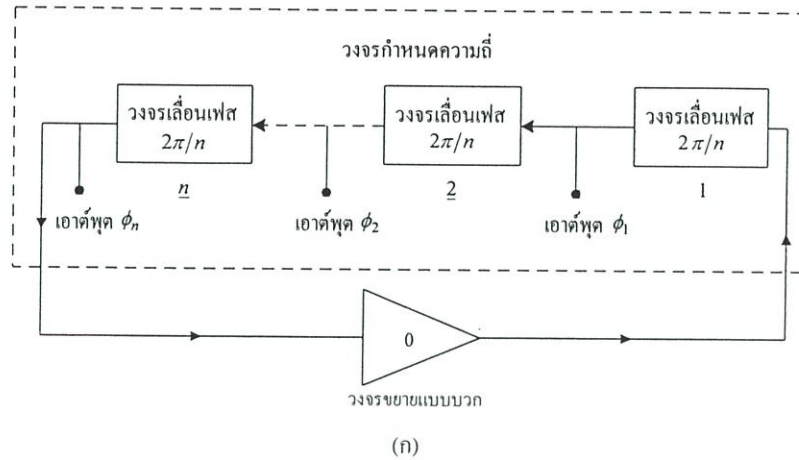 วงจรกำหนดความถี่
วงจรเลื่อนเฟส
2π/n
วงจรเลื่อนเฟส
2π/n
วงจรเลื่อนเฟส
2π/n
n
2
1
เอาต์พุต ϕn
เอาต์พุต ϕ2
เอาต์พุต ϕ1
0
วงจรขยายแบบบวก
(ก)